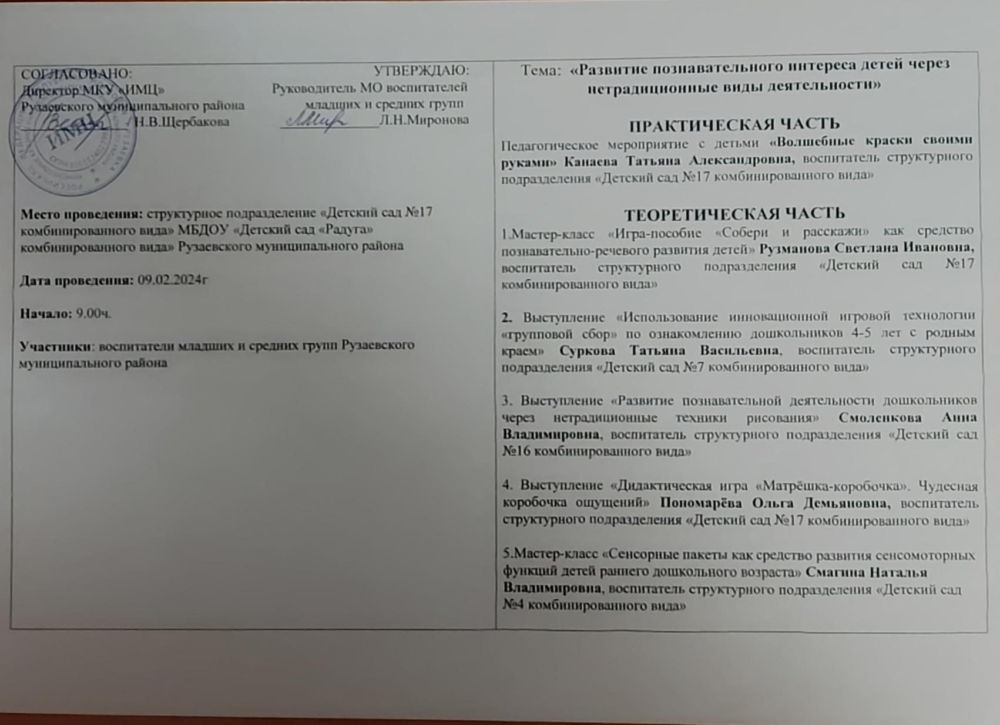 СОГЛАСОВАНО:
УТВЕРЖДАЮ:
Директор МКУ «ИМЦ»
Руководитель МО воспитателей
Рузаевского муниципального района
младших и средних групп
Н.В.Щербакова
Л.Н.Миронова
ИМЦ
Место проведения: структурное подразделение «Детский сад №17
комбинированного вида» МБДОУ «Детский сад «Радуга»
комбинированного вида» Рузаевского муниципального района
Дата проведения: 09.02.2024г
Начало: 9.00ч.
Участники: воспитатели младших и средних групп Рузаевского
муниципального района
Тема: «Развитие познавательного интереса детей через
нетрадиционные виды деятельности»
ПРАКТИЧЕСКАЯ ЧАСТЬ
Педагогическое мероприятие с детьми «Волшебные краски своими
руками» Канаева Татьяна Александровна, воспитатель структурного
подразделения «Детский сад №17 комбинированного вида»
ТЕОРЕТИЧЕСКАЯ ЧАСТЬ
1.Мастер-класс «Игра-пособие «Собери и расскажи» как средство
познавательно-речевого развития детей» Рузманова Светлана Ивановна,
воспитатель структурного подразделения «Детский сад №17
комбинированного вида»
2. Выступление «Использование инновационной игровой технологии
«групповой сбор» по ознакомлению дошкольников 4-5 лет с родным
краем» Суркова Татьяна Васильевна, воспитатель структурного
подразделения «Детский сад №7 комбинированного вида»
3. Выступление «Развитие познавательной деятельности дошкольников
через нетрадиционные техники рисования» Смоленкова Анна
Владимировна, воспитатель структурного подразделения «Детский сад
№16 комбинированного вида»
4. Выступление «Дидактическая игра «Матрёшка-коробочка». Чудесная
коробочка ощущений» Пономарёва Ольга Демьяновна, воспитатель
структурного подразделения «Детский сад №17 комбинированного вида»
5.Мастер-класс «Сенсорные пакеты как средство развития сенсомоторных
функций детей раннего дошкольного возраста» Смагина Наталья
Владимировна, воспитатель структурного подразделения «Детский сад
№4 комбинированного вида»